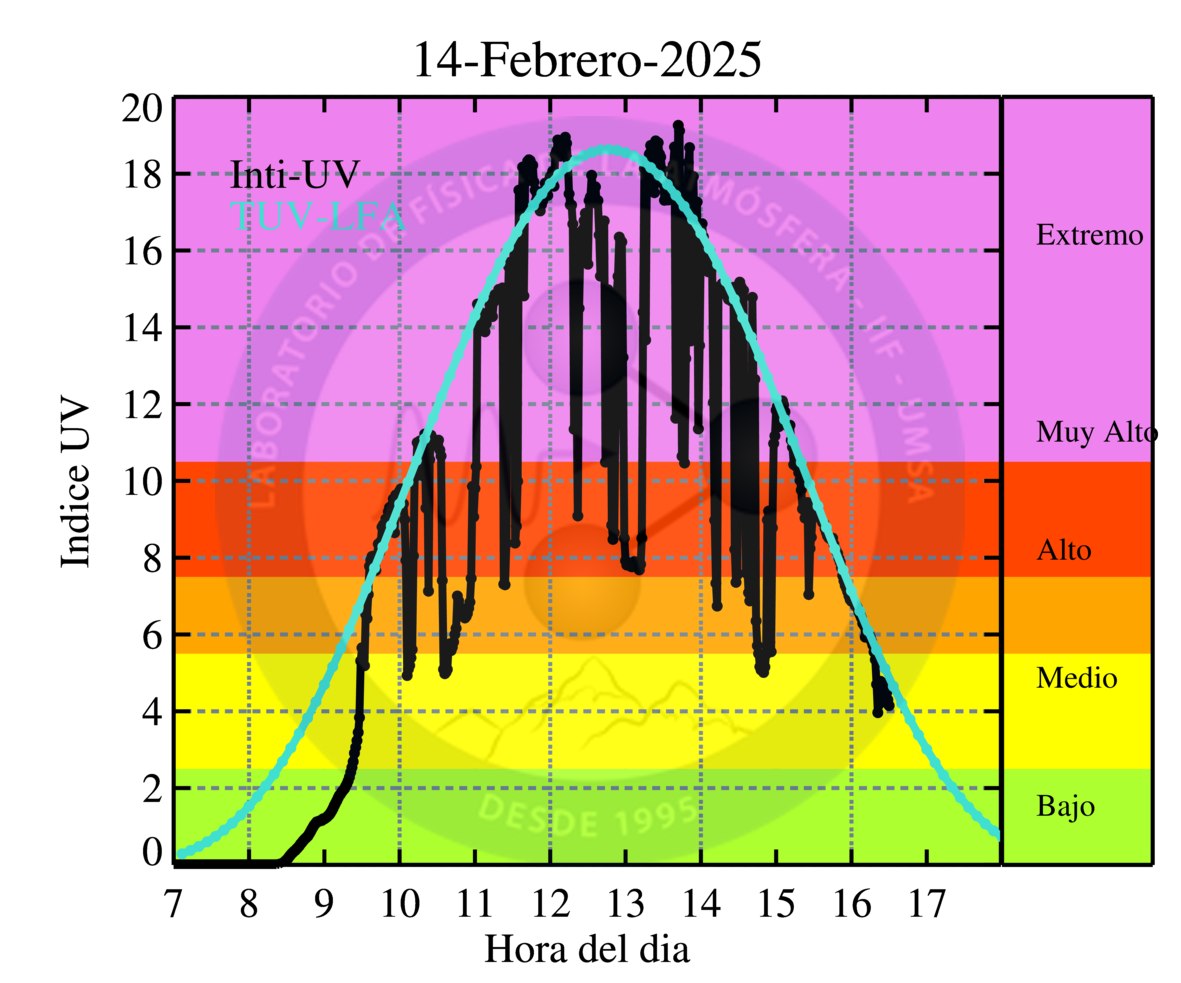 14-Febrero-2025
Indice UV
20
18
16
14
12
10
8
6
4
2
0
Inti-UV
TUV-LFA
LABORATORIO DE FÍSICA DE LA ATMÓSFERA - IIF - UMSA
DESDE 1995
Extremo
Muy Alto
Alto
Medio
Bajo
7 8 9 10 11 12 13 14 15 16 17
Hora del dia